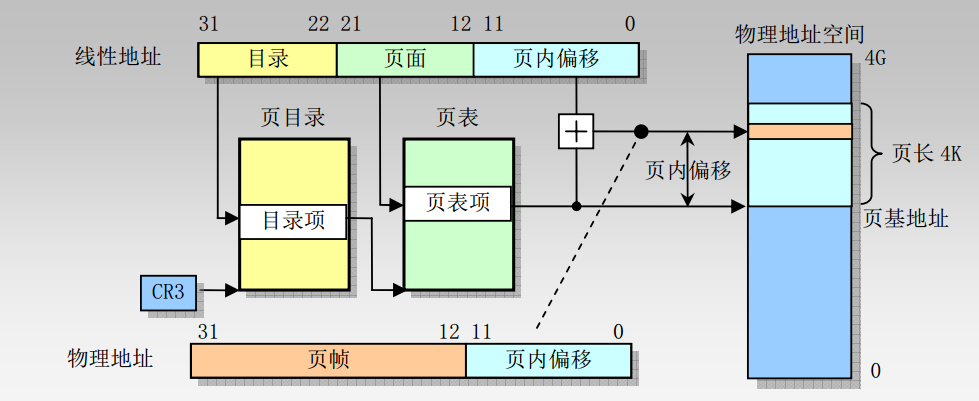 31 22 21 12 11 0
线性地址 目录 页面 页内偏移
物理地址空间
4G
页目录 页表
页长 4K
页内偏移
目录项 页表项
页基地址
CR3
31 12 11 0
物理地址 页帧 页内偏移
0